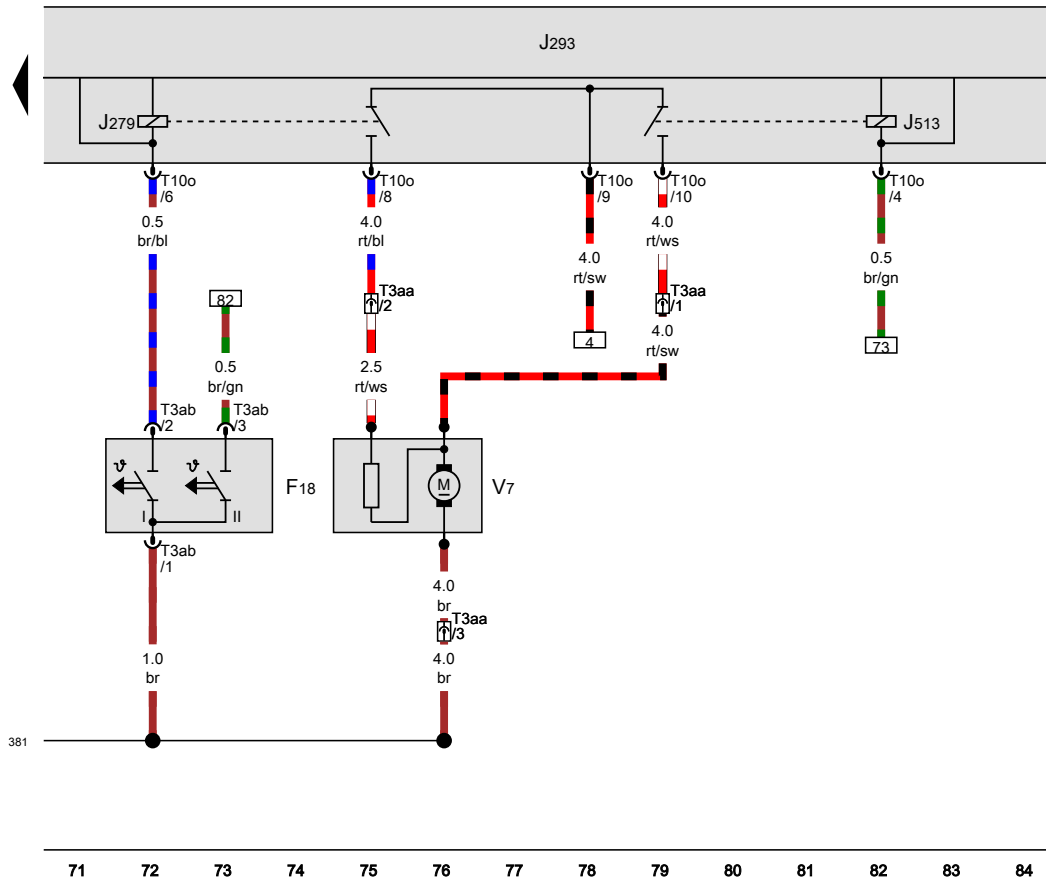 J293
J279
J513
T10o
/6
T10o
/8
T10o
/9
T10o
/10
T10o
/4
0.5
br/bl
4.0
rt/bl
4.0
rt/sw
4.0
rt/ws
0.5
br/gn
82
T3aa
/2
T3aa
/1
4
73
0.5
br/gn
2.5
rt/ws
4.0
rt/sw
T3ab
/2
T3ab
/3
ϑ
ϑ
I
II
F18
M
V7
T3ab
/1
4.0
br
T3aa
/3
1.0
br
4.0
br
381
71 72 73 74 75 76 77 78 79 80 81 82 83 84